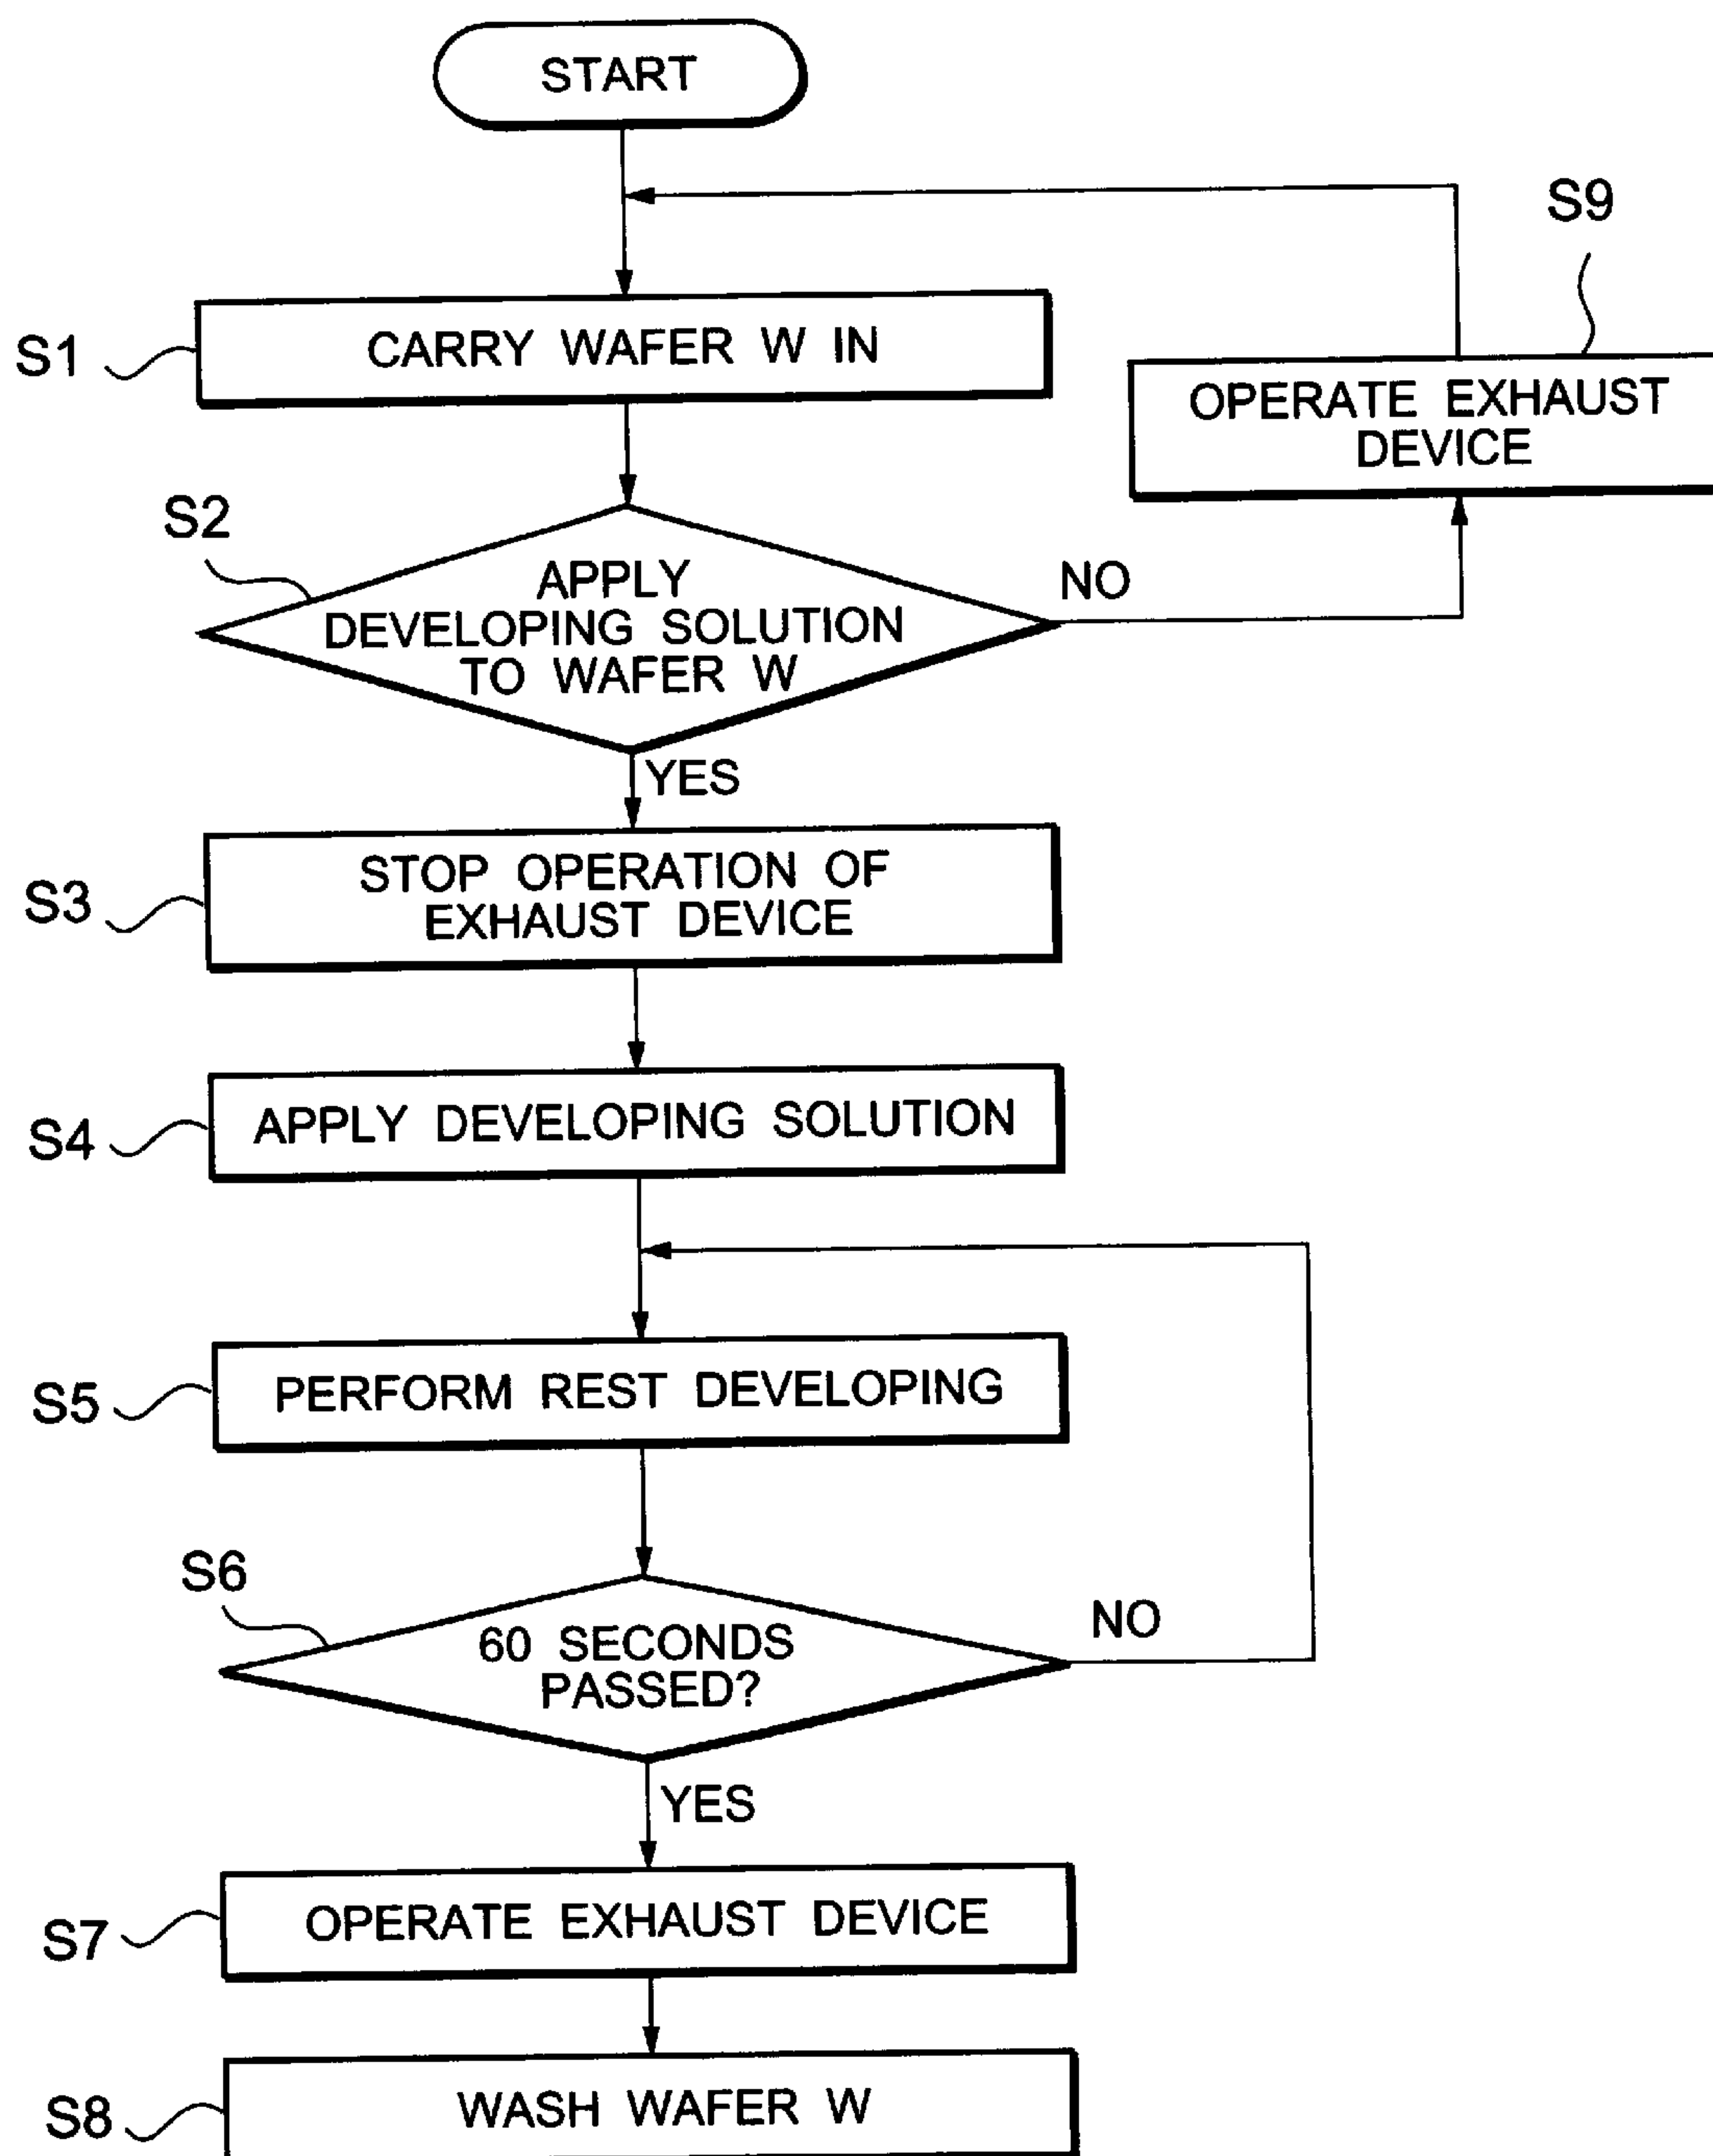 START
S9
S1
CARRY WAFER W IN
OPERATE EXHAUST
DEVICE
S2
APPLY
DEVELOPING SOLUTION
TO WAFER W
NO
YES
S3
STOP OPERATION OF
EXHAUST DEVICE
S4
APPLY DEVELOPING SOLUTION
S5
PERFORM REST DEVELOPING
S6
60 SECONDS
PASSED?
NO
YES
S7
OPERATE EXHAUST DEVICE
S8
WASH WAFER W